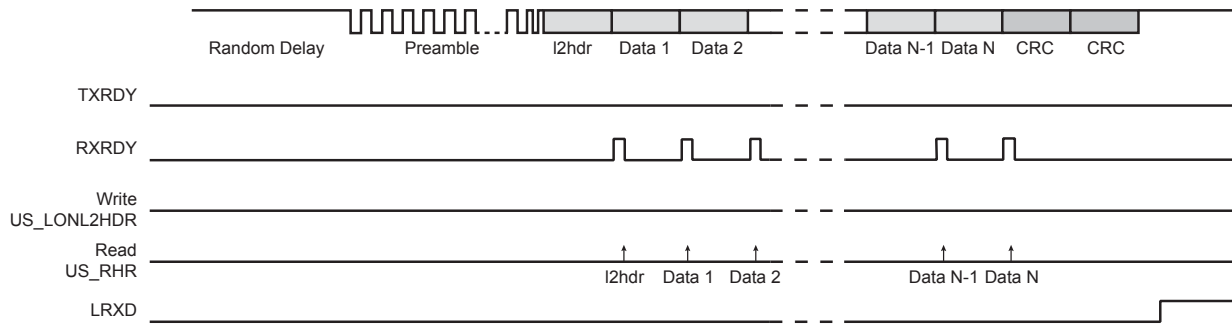 Random Delay Preamble l2hdr Data 1 Data 2 Data N-1 Data N CRC CRC
TXRDY
RXRDY
Write
US_LONL2HDR
Read
US_RHR
l2hdr Data 1 Data 2 Data N-1 Data N
LRXD